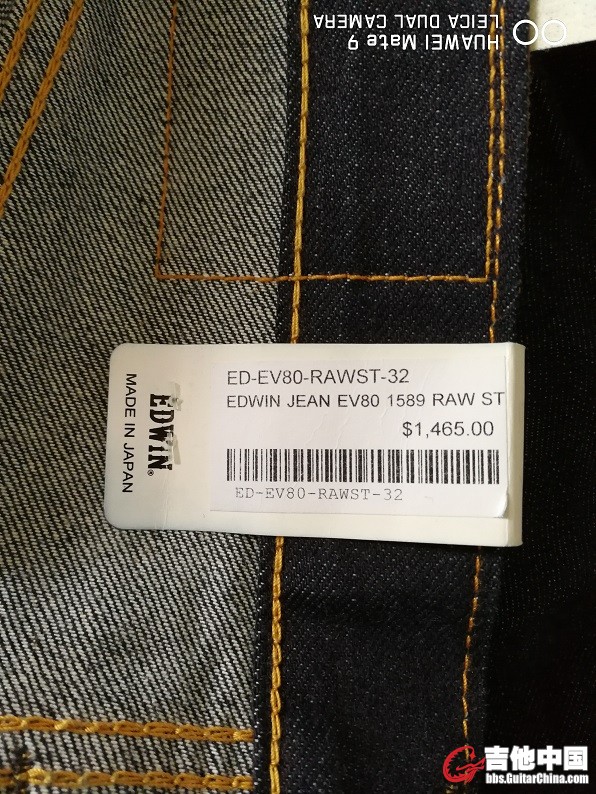 HUAWEI Mate 9
LEICA DUAL CAMERA
ED-EV80-RAWST-32
EDWIN JEAN EV80 1589 RAW ST
$1,465.00
ED-EV80-RAWST-32
EDWIN®
MADE IN JAPAN
吉他中国
bbs.GuitarChina.com